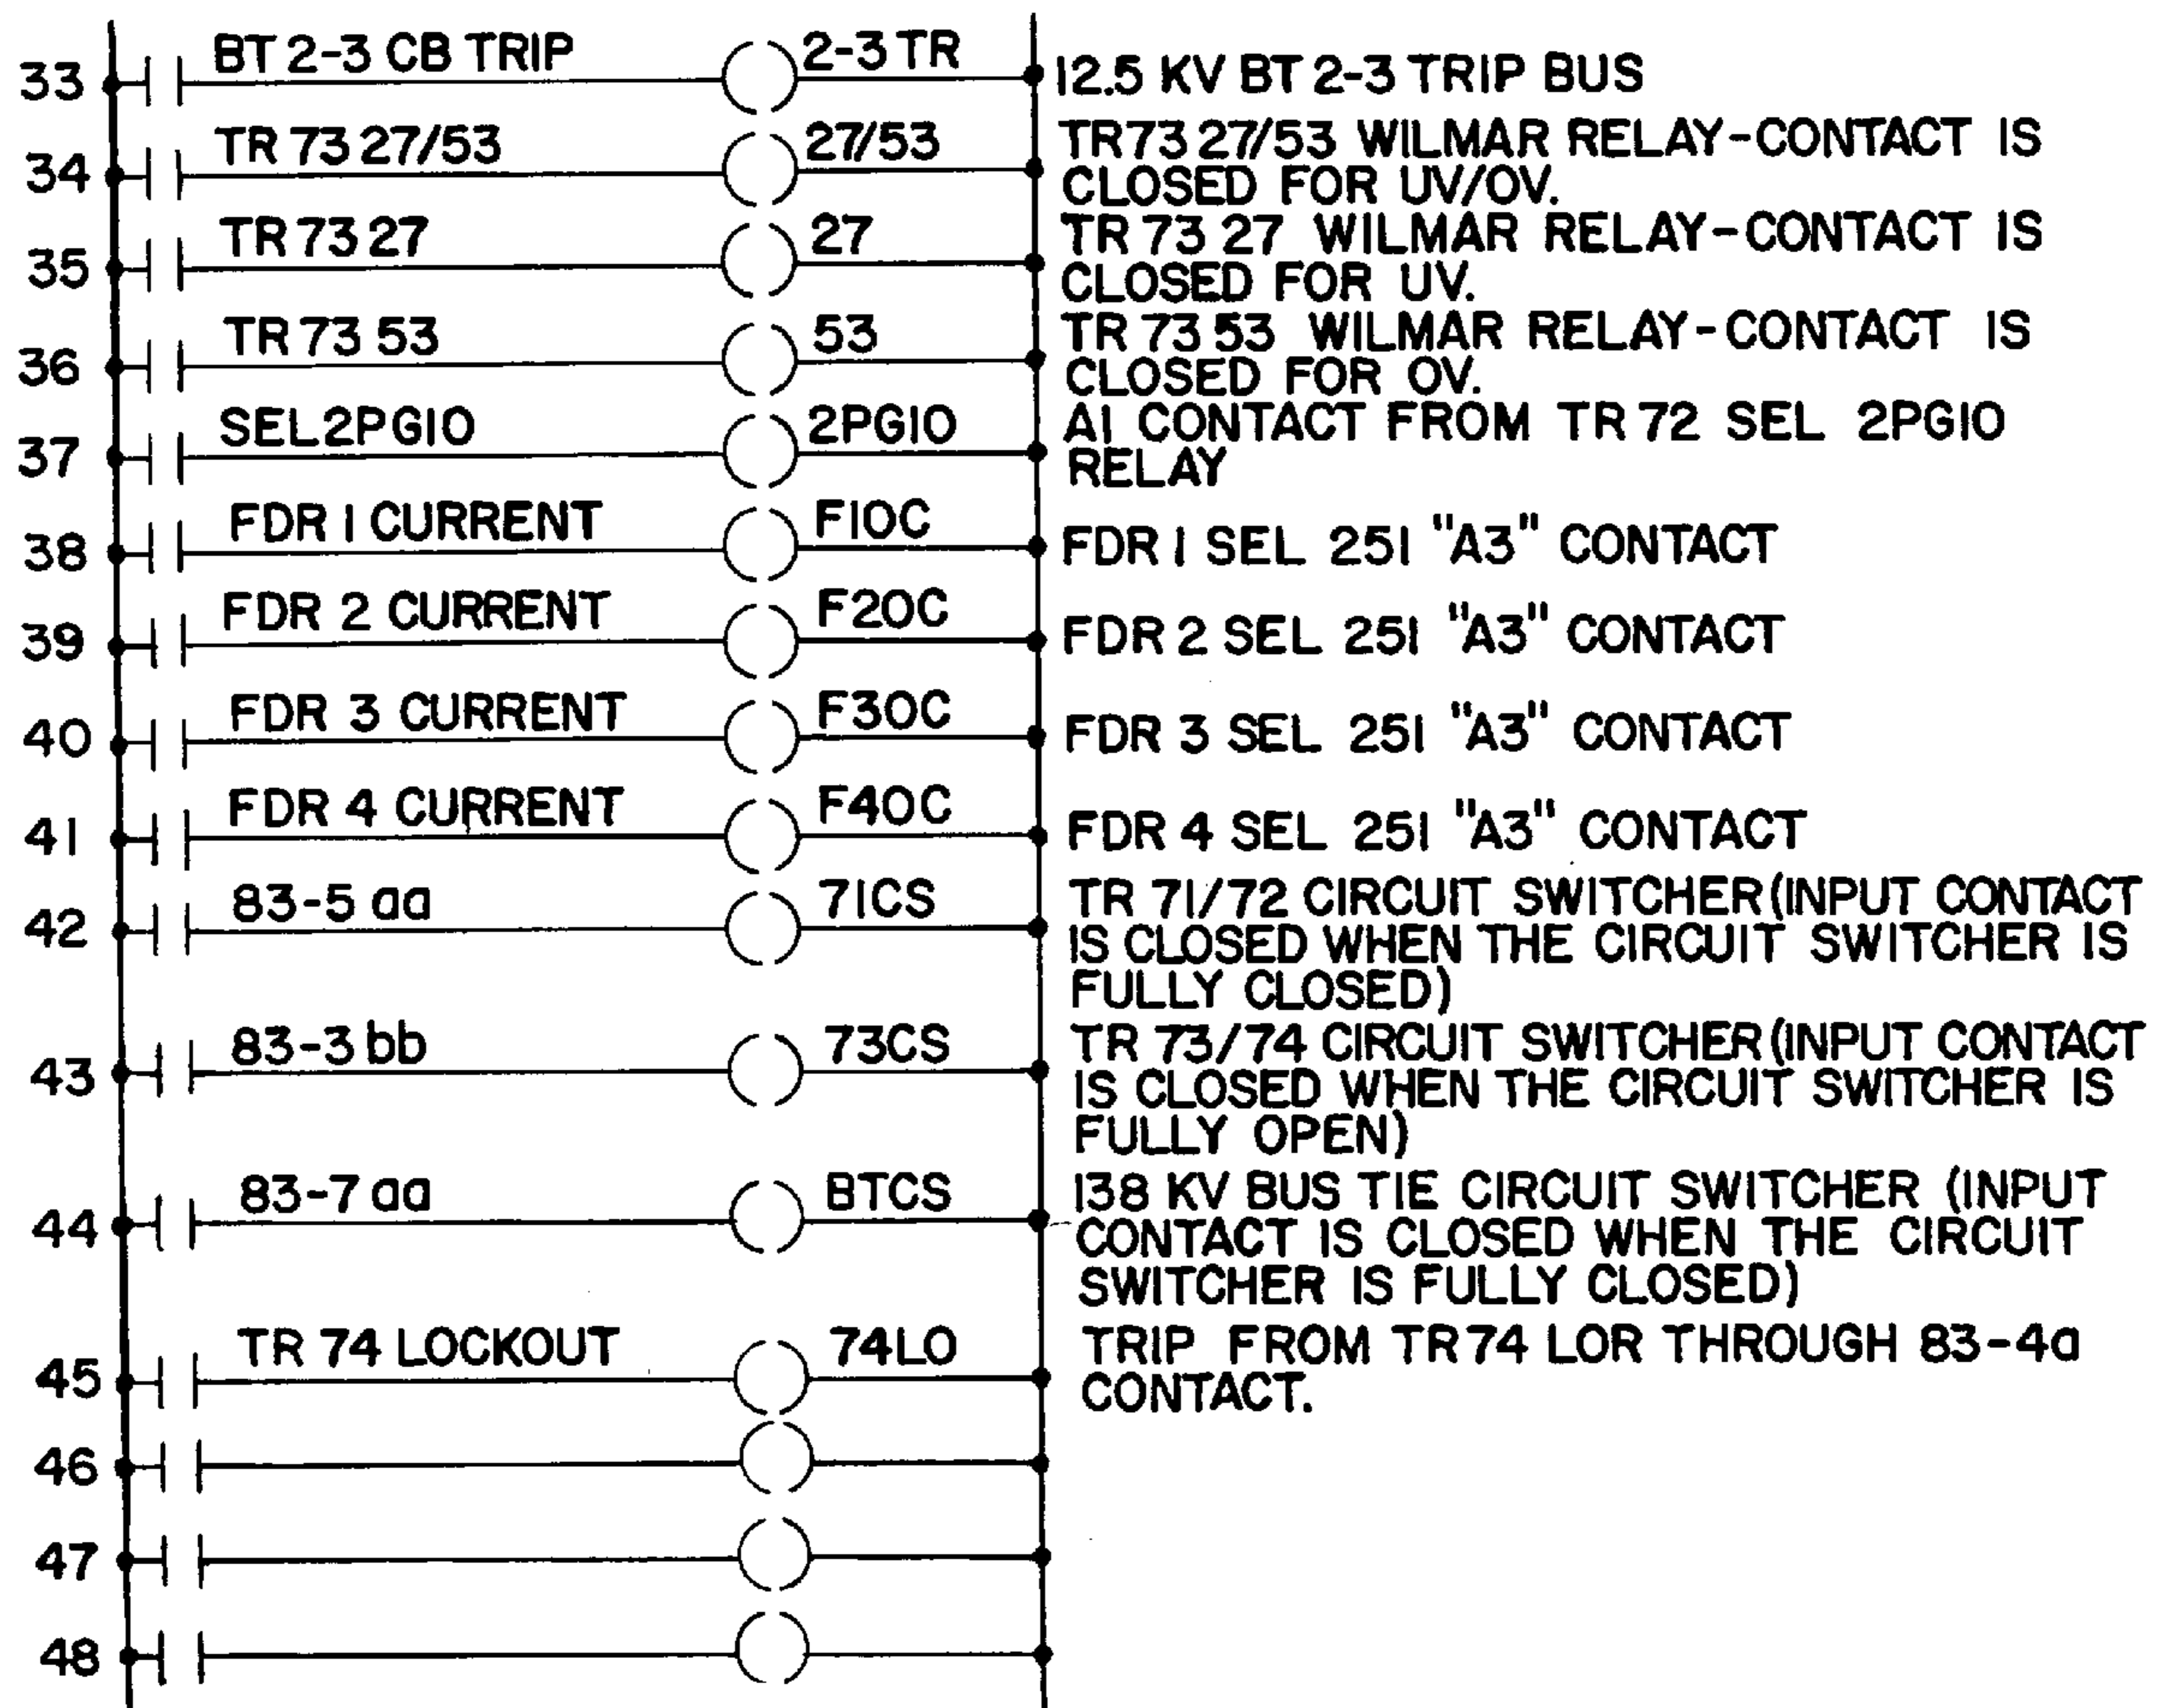 33 BT 2-3 CB TRIP 2-3 TR 12.5 KV BT 2-3 TRIP BUS
34 TR 73 27/53 27/53 TR73 27/53 WILMAR RELAY-CONTACT IS
CLOSED FOR UV/OV.
35 TR 73 27 27 TR 73 27 WILMAR RELAY-CONTACT IS
CLOSED FOR UV.
36 TR 73 53 53 TR 73 53 WILMAR RELAY-CONTACT IS
CLOSED FOR OV.
37 SEL2PG10 2PG10 A1 CONTACT FROM TR 72 SEL 2PG10
RELAY
38 FDR 1 CURRENT F1OC FDR 1 SEL 251 "A3" CONTACT
39 FDR 2 CURRENT F2OC FDR 2 SEL 251 "A3" CONTACT
40 FDR 3 CURRENT F3OC FDR 3 SEL 251 "A3" CONTACT
41 FDR 4 CURRENT F4OC FDR 4 SEL 251 "A3" CONTACT
42 83-5 aa 71CS TR 71/72 CIRCUIT SWITCHER(INPUT CONTACT
IS CLOSED WHEN THE CIRCUIT SWITCHER IS
FULLY CLOSED)
43 83-3 bb 73CS TR 73/74 CIRCUIT SWITCHER(INPUT CONTACT
IS CLOSED WHEN THE CIRCUIT SWITCHER IS
FULLY OPEN)
44 83-7 aa BTCS 138 KV BUS TIE CIRCUIT SWITCHER (INPUT
CONTACT IS CLOSED WHEN THE CIRCUIT
SWITCHER IS FULLY CLOSED)
45 TR 74 LOCKOUT 74LO TRIP FROM TR74 LOR THROUGH 83-4a
CONTACT.
46
47
48